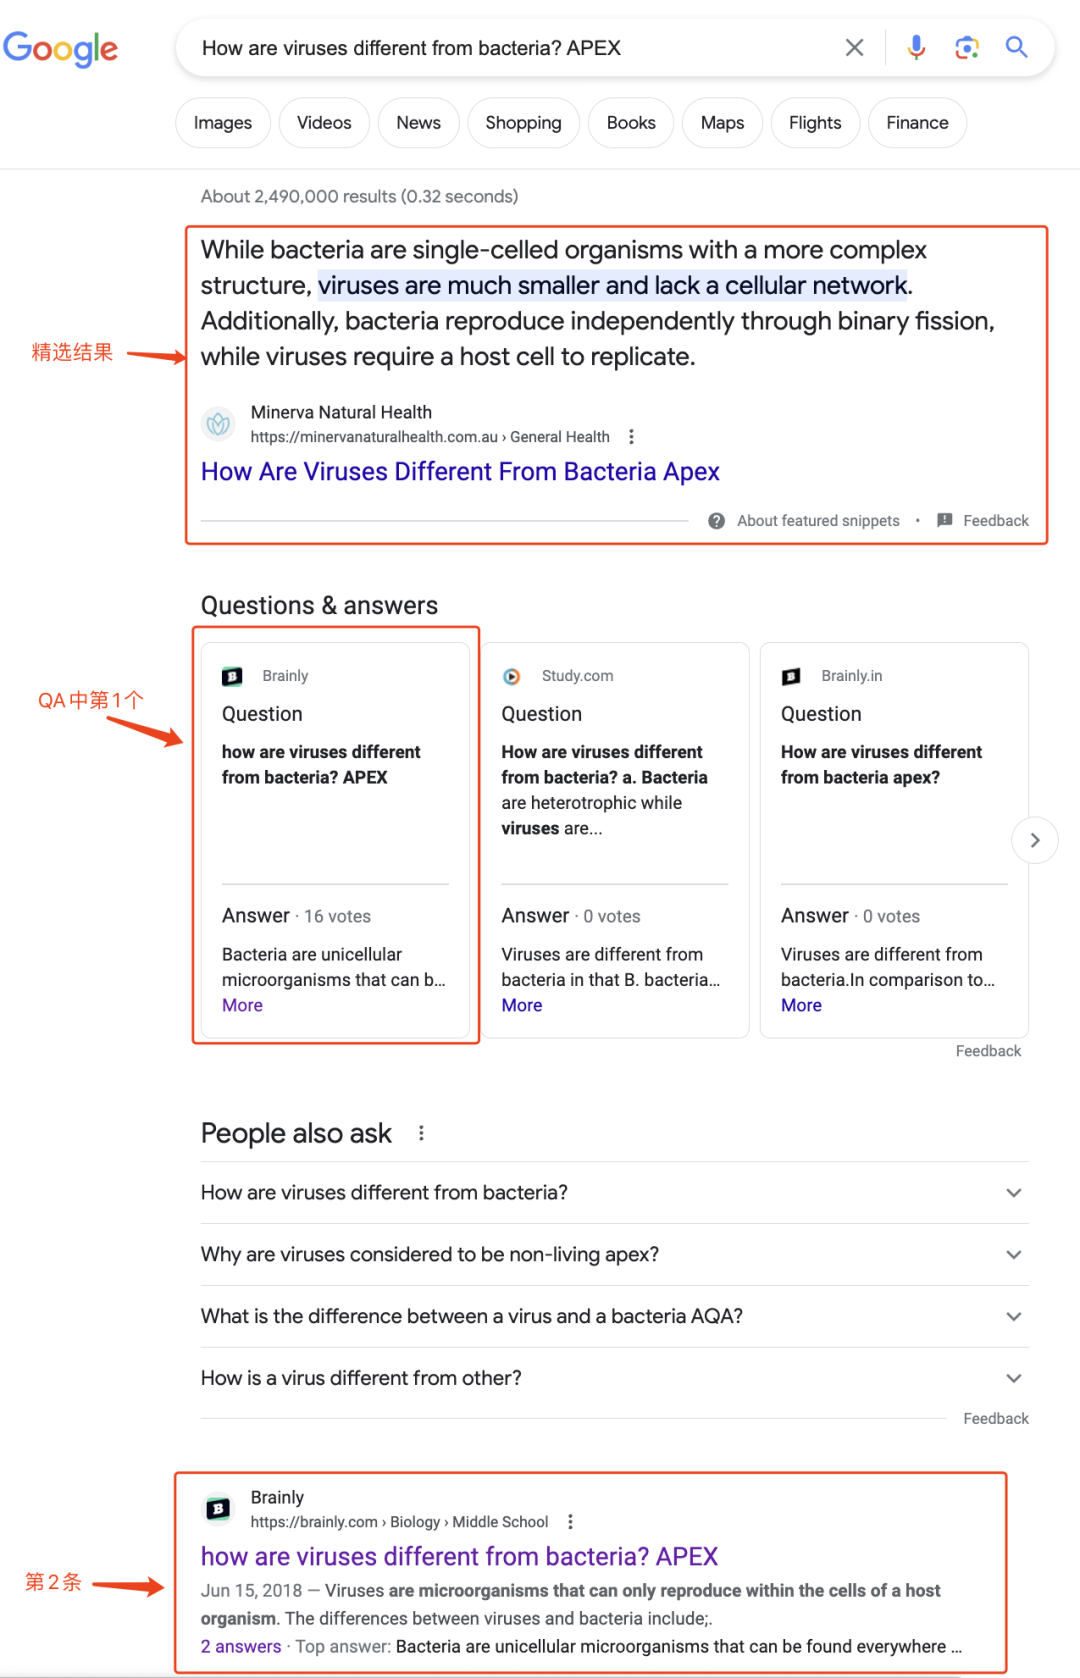 Google
How are viruses different from bacteria? APEX
Images
Videos
News
Shopping
Books
Maps
Flights
Finance
About 2,490,000 results (0.32 seconds)
While bacteria are single-celled organisms with a more complex
structure, viruses are much smaller and lack a cellular network.
Additionally, bacteria reproduce independently through binary fission,
while viruses require a host cell to replicate.
精选结果
Minerva Natural Health
https://minervanaturalhealth.com.au › General Health
How Are Viruses Different From Bacteria Apex
About featured snippets · Feedback
Questions & answers
QA中第1个
Brainly
Question
how are viruses different
from bacteria? APEX
Answer · 16 votes
Bacteria are unicellular
microorganisms that can b...
More
Study.com
Question
How are viruses different
from bacteria? a. Bacteria
are heterotrophic while
viruses are...
Answer · 0 votes
Viruses are different from
bacteria in that B. bacteria...
More
Brainly.in
Question
How are viruses different
from bacteria apex?
Answer · 0 votes
Viruses are different from
bacteria.In comparison to...
More
Feedback
People also ask
How are viruses different from bacteria?
Why are viruses considered to be non-living apex?
What is the difference between a virus and a bacteria AQA?
How is a virus different from other?
Feedback
第2条
Brainly
https://brainly.com › Biology › Middle School
how are viruses different from bacteria? APEX
Jun 15, 2018 — Viruses are microorganisms that can only reproduce within the cells of a host
organism. The differences between viruses and bacteria include;.
2 answers · Top answer: Bacteria are unicellular microorganisms that can be found everywhere ...